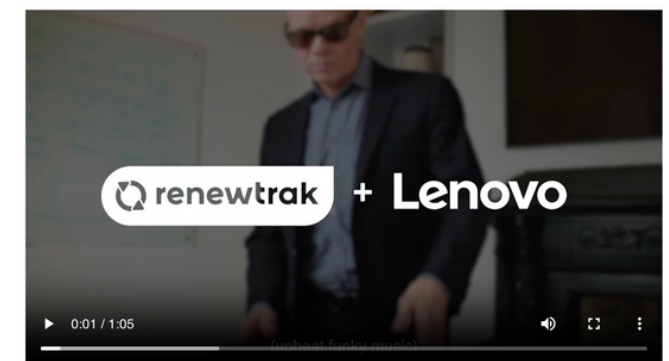 renewtrak + Lenovo
0:01 / 1:05
(upbeat funky music)